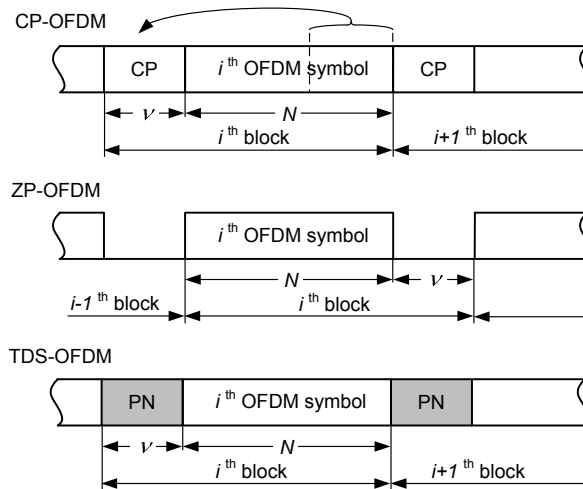 CP-OFDM
CP i th OFDM symbol CP
ν N
i th block i+1 th block
ZP-OFDM
i th OFDM symbol
N ν
i-1 th block i th block
TDS-OFDM
PN i th OFDM symbol PN
ν N
i th block i+1 th block